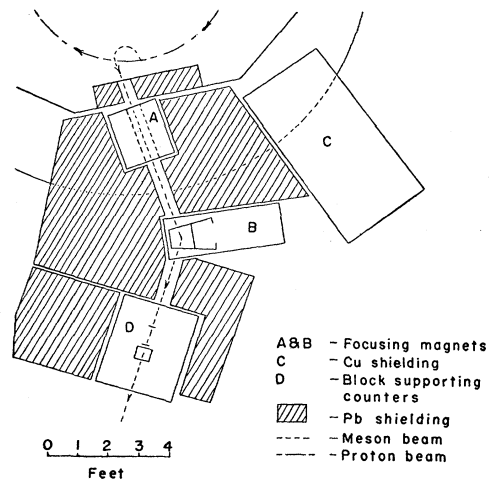 A
C
B
D
A&B - Focusing magnets
C - Cu shielding
D - Block supporting
counters
- Pb shielding
- Meson beam
- Proton beam
0 1 2 3 4
Feet